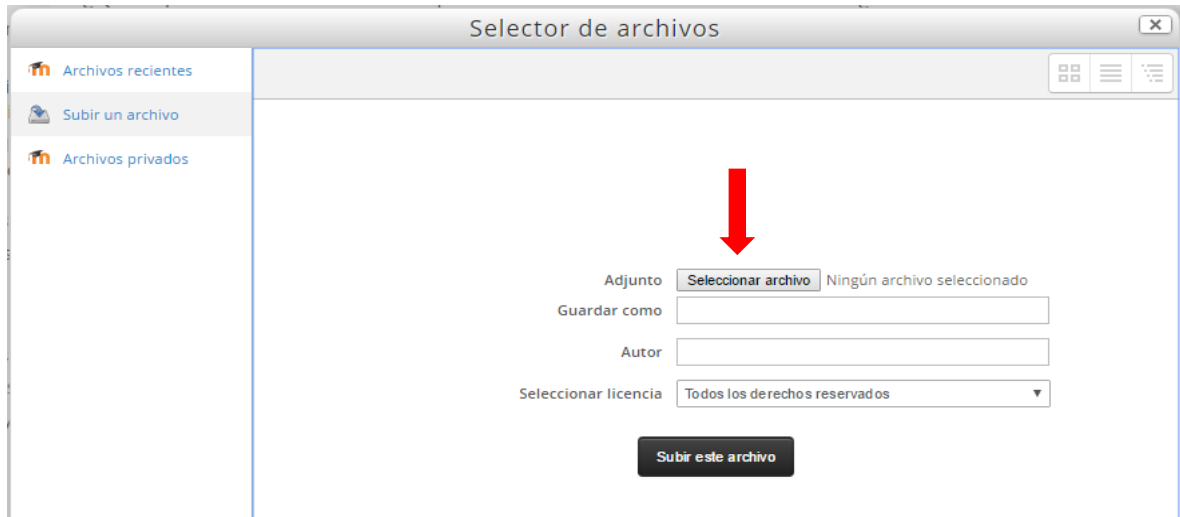 Selector de archivos
Archivos recientes
Subir un archivo
Archivos privados
Adjunto Seleccionar archivo Ningún archivo seleccionado
Guardar como
Autor
Seleccionar licencia Todos los derechos reservados
Subir este archivo